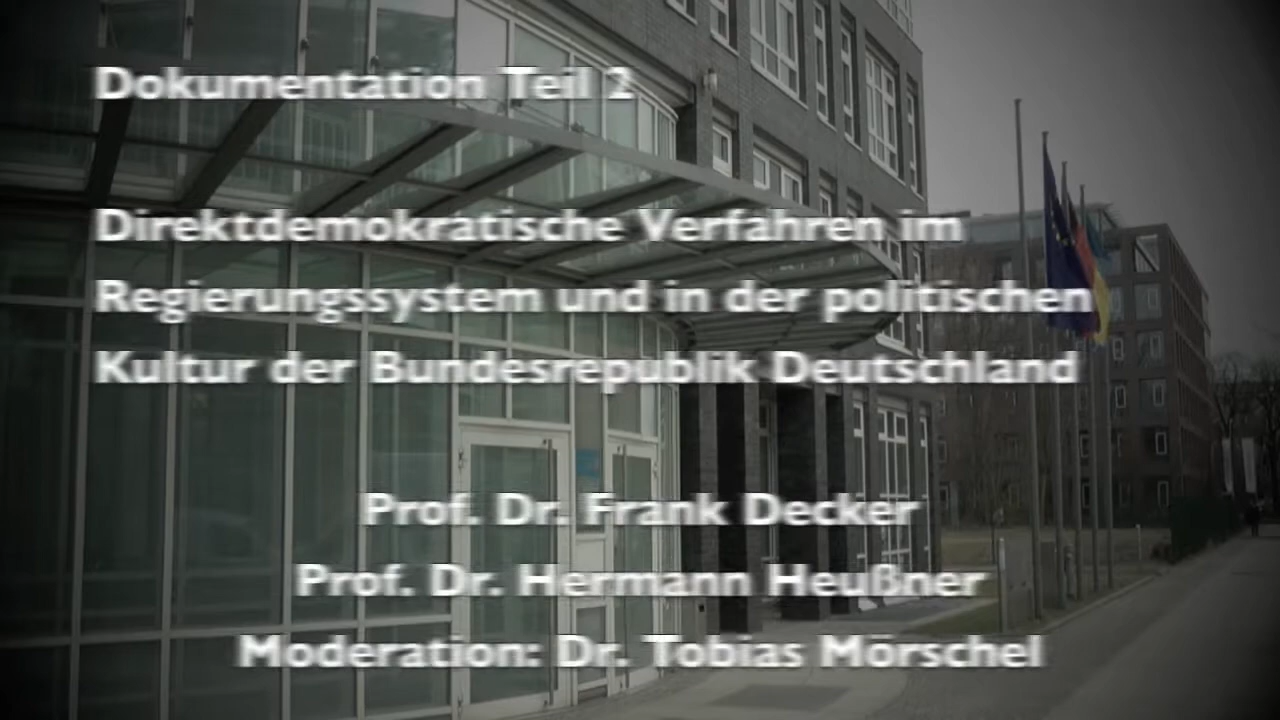 Dokumentation Teil 2
Direktdemokratische Verfahren im
Regierungssystem und in der politischen
Kultur der Bundesrepublik Deutschland
Prof. Dr. Frank Decker
Prof. Dr. Hermann Heußner
Moderation: Dr. Tobias Mörschel